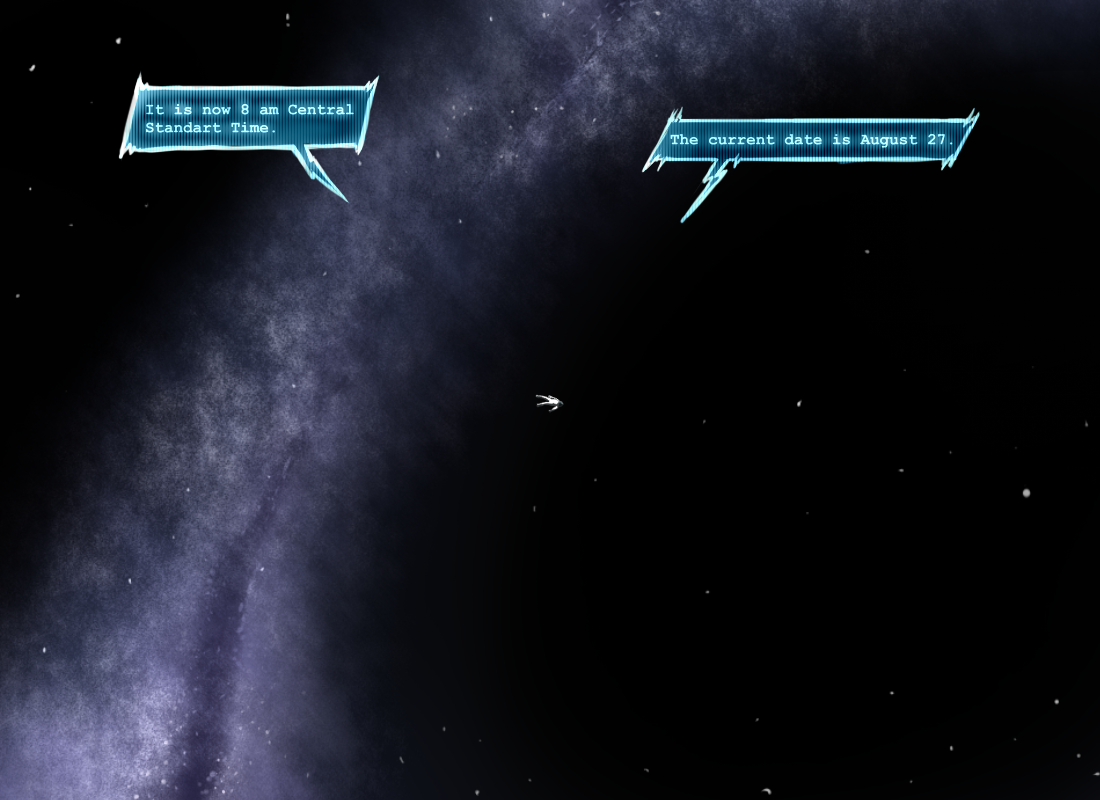 It is now 8 am Central
Standart Time.
The current date is August 27.